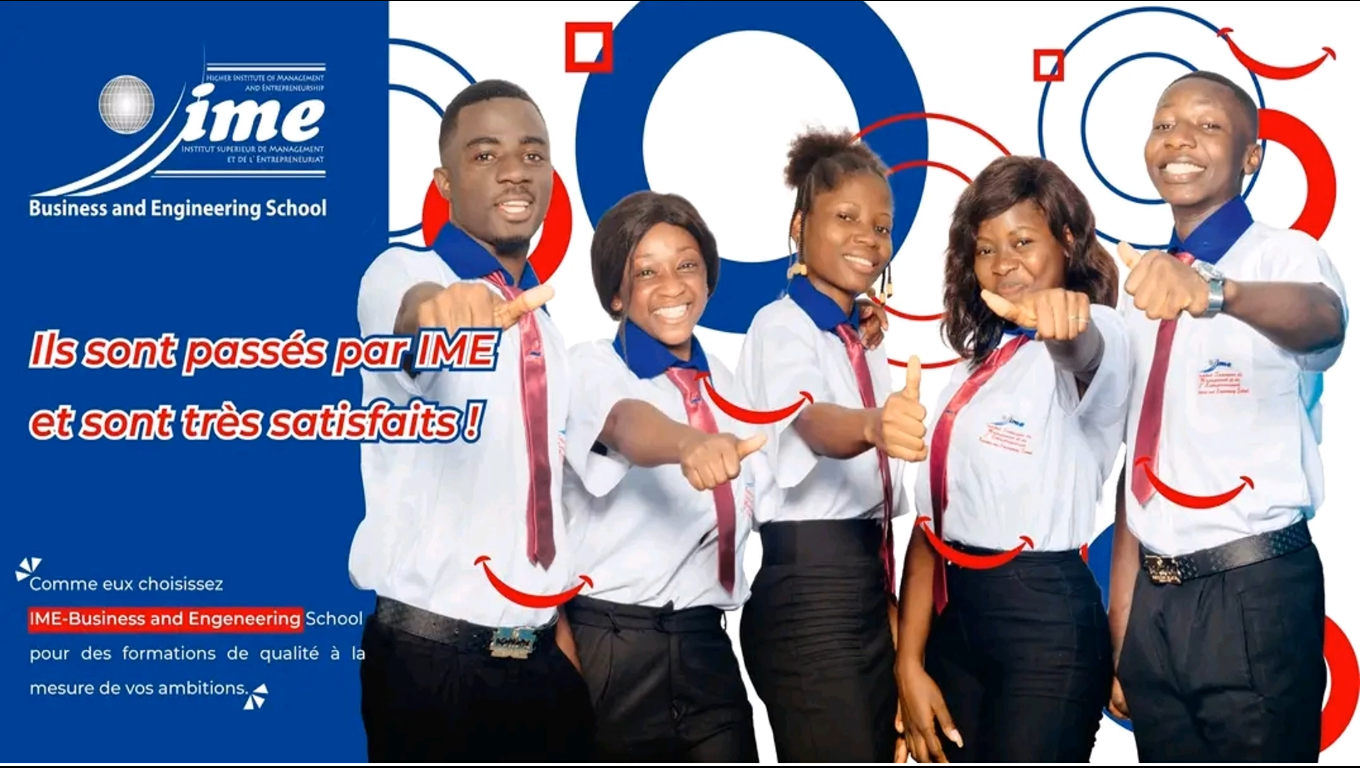 HIGHER INSTITUTE OF MANAGEMENT
AND ENTREPRENEURSHIP
ime
INSTITUT SUPERIEUR DE MANAGEMENT
ET DE L' ENTREPRENEURIAT
Business and Engineering School
Ils sont passés par IME
et sont très satisfaits !
Comme eux choisissez
IME-Business and Engeneering School
pour des formations de qualité à la
mesure de vos ambitions.
ime
ime